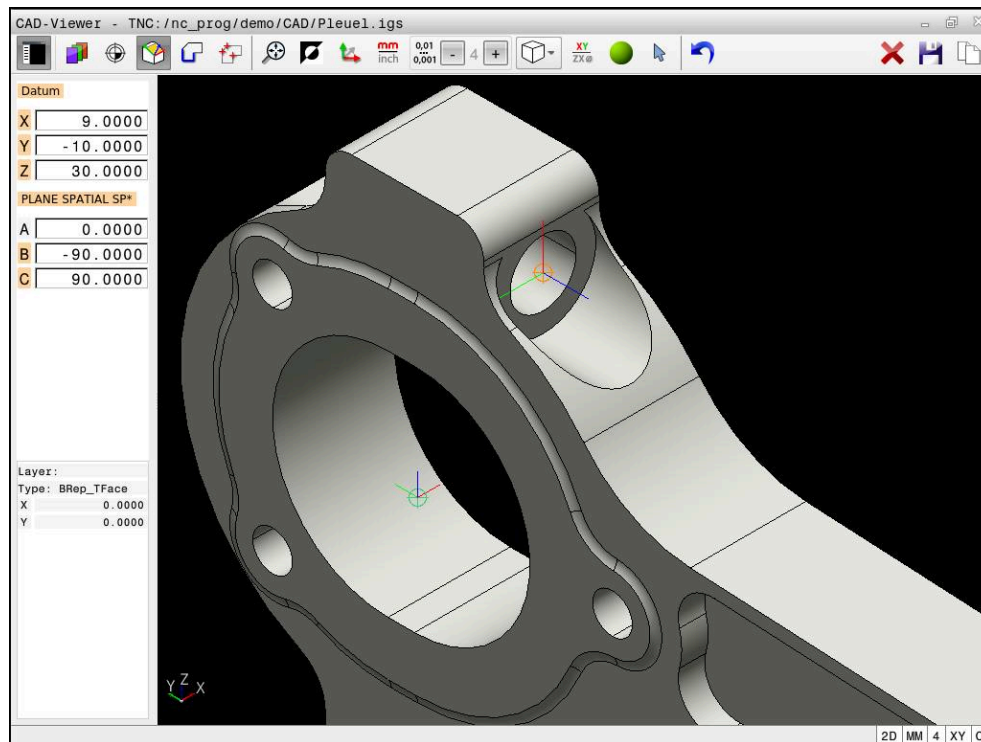 CAD-Viewer - TNC:/nc_prog/demo/CAD/Pleuel.igs
mm
inch
0,01
0,001
- 4 +
XY
ZX@
Datum
X 9.0000
Y -10.0000
Z 30.0000
PLANE SPATIAL SP*
A 0.0000
B -90.0000
C 90.0000
Layer:
Type: BRep_TFace
X 0.0000
Y 0.0000
Y Z X
2D MM 4 XY